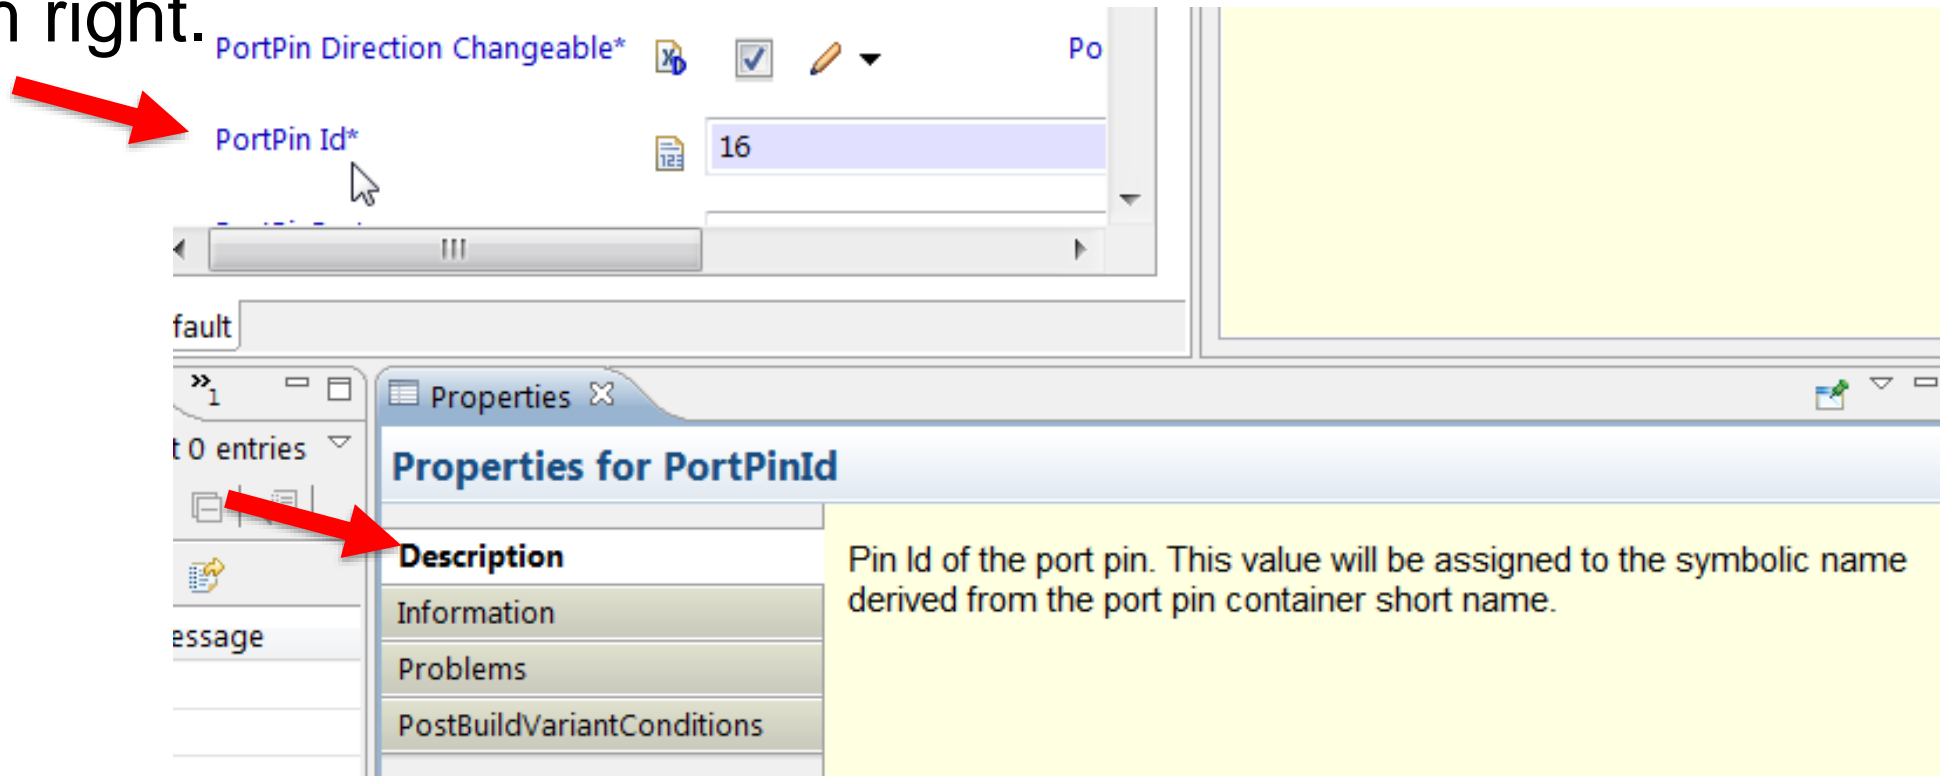 right.
PortPin Direction Changeable*
Po
PortPin Id*
16
fault
»1
Properties
t 0 entries
Properties for PortPinId
Description
Pin Id of the port pin. This value will be assigned to the symbolic name
derived from the port pin container short name.
Information
essage
Problems
PostBuildVariantConditions